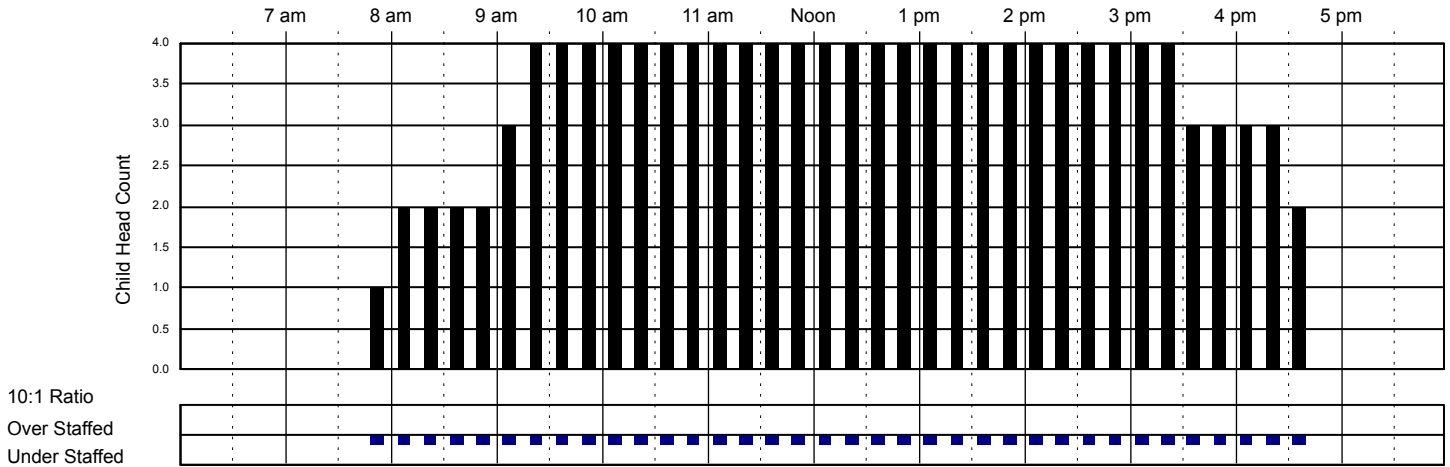 7 am 8 am 9 am 10 am 11 am Noon 1 pm 2 pm 3 pm 4 pm 5 pm
4.0
3.5
3.0
2.5
2.0
1.5
1.0
0.5
0.0
Child Head Count
10:1 Ratio
Over Staffed
Under Staffed